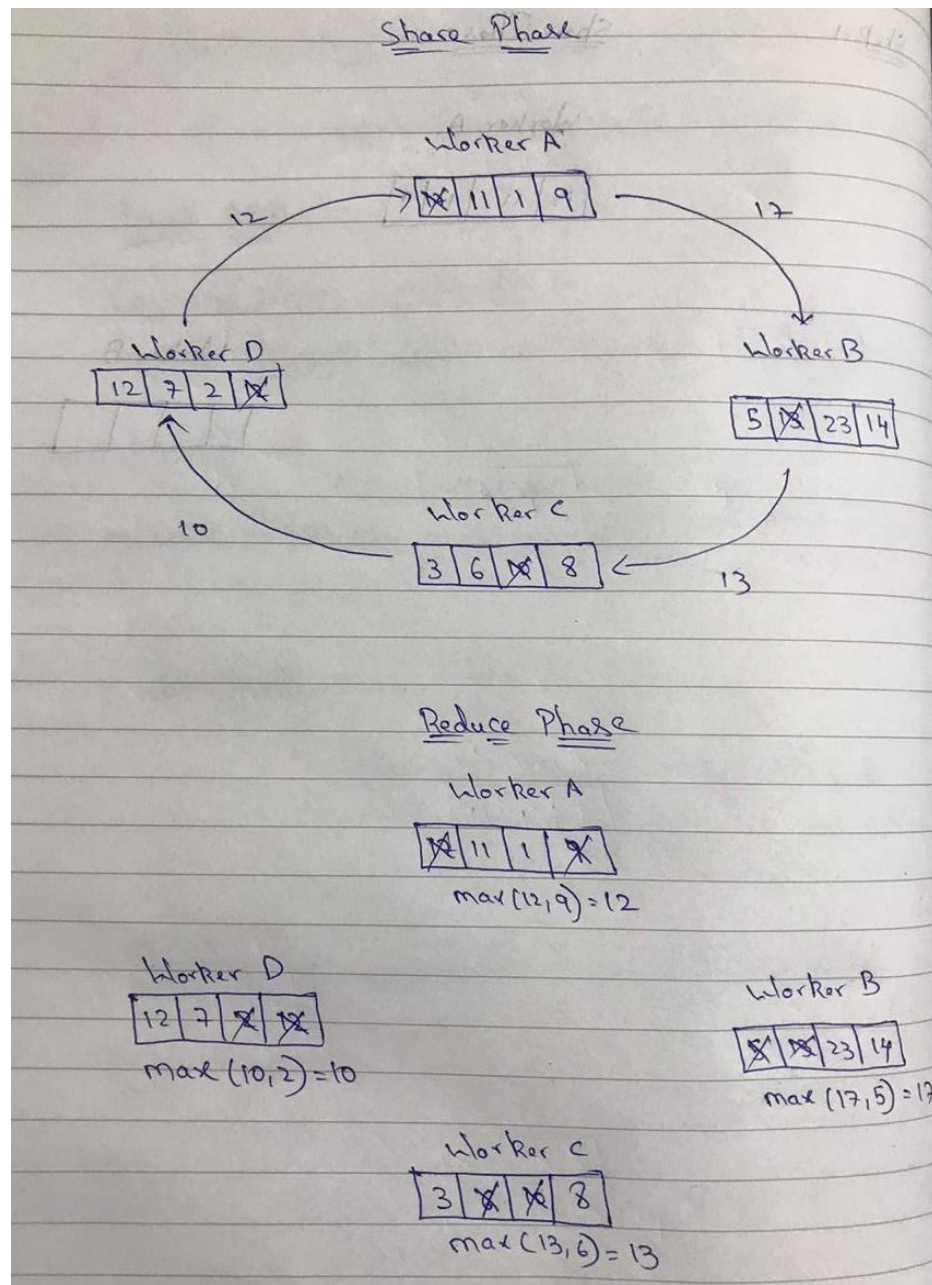 Share Phase
Worker A
11 1 9
12
17
Worker D
12 7 2
Worker B
5 23 14
Worker C
3 6 8
10
13
Reduce Phase
Worker A
11 1
max(12,9)=12
Worker D
12 7
max(10,2)=10
Worker B
23 14
max(17,5)=17
Worker C
3 8
max(13,6)=13